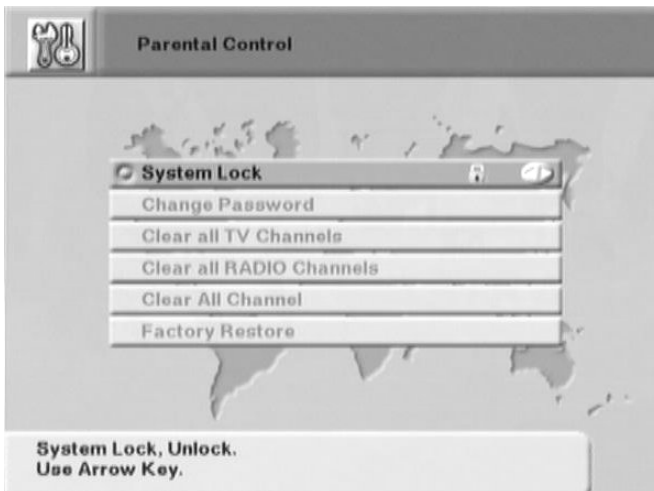 Parental Control
System Lock
Change Password
Clear all TV Channels
Clear all RADIO Channels
Clear All Channel
Factory Restore
System Lock, Unlock.
Use Arrow Key.